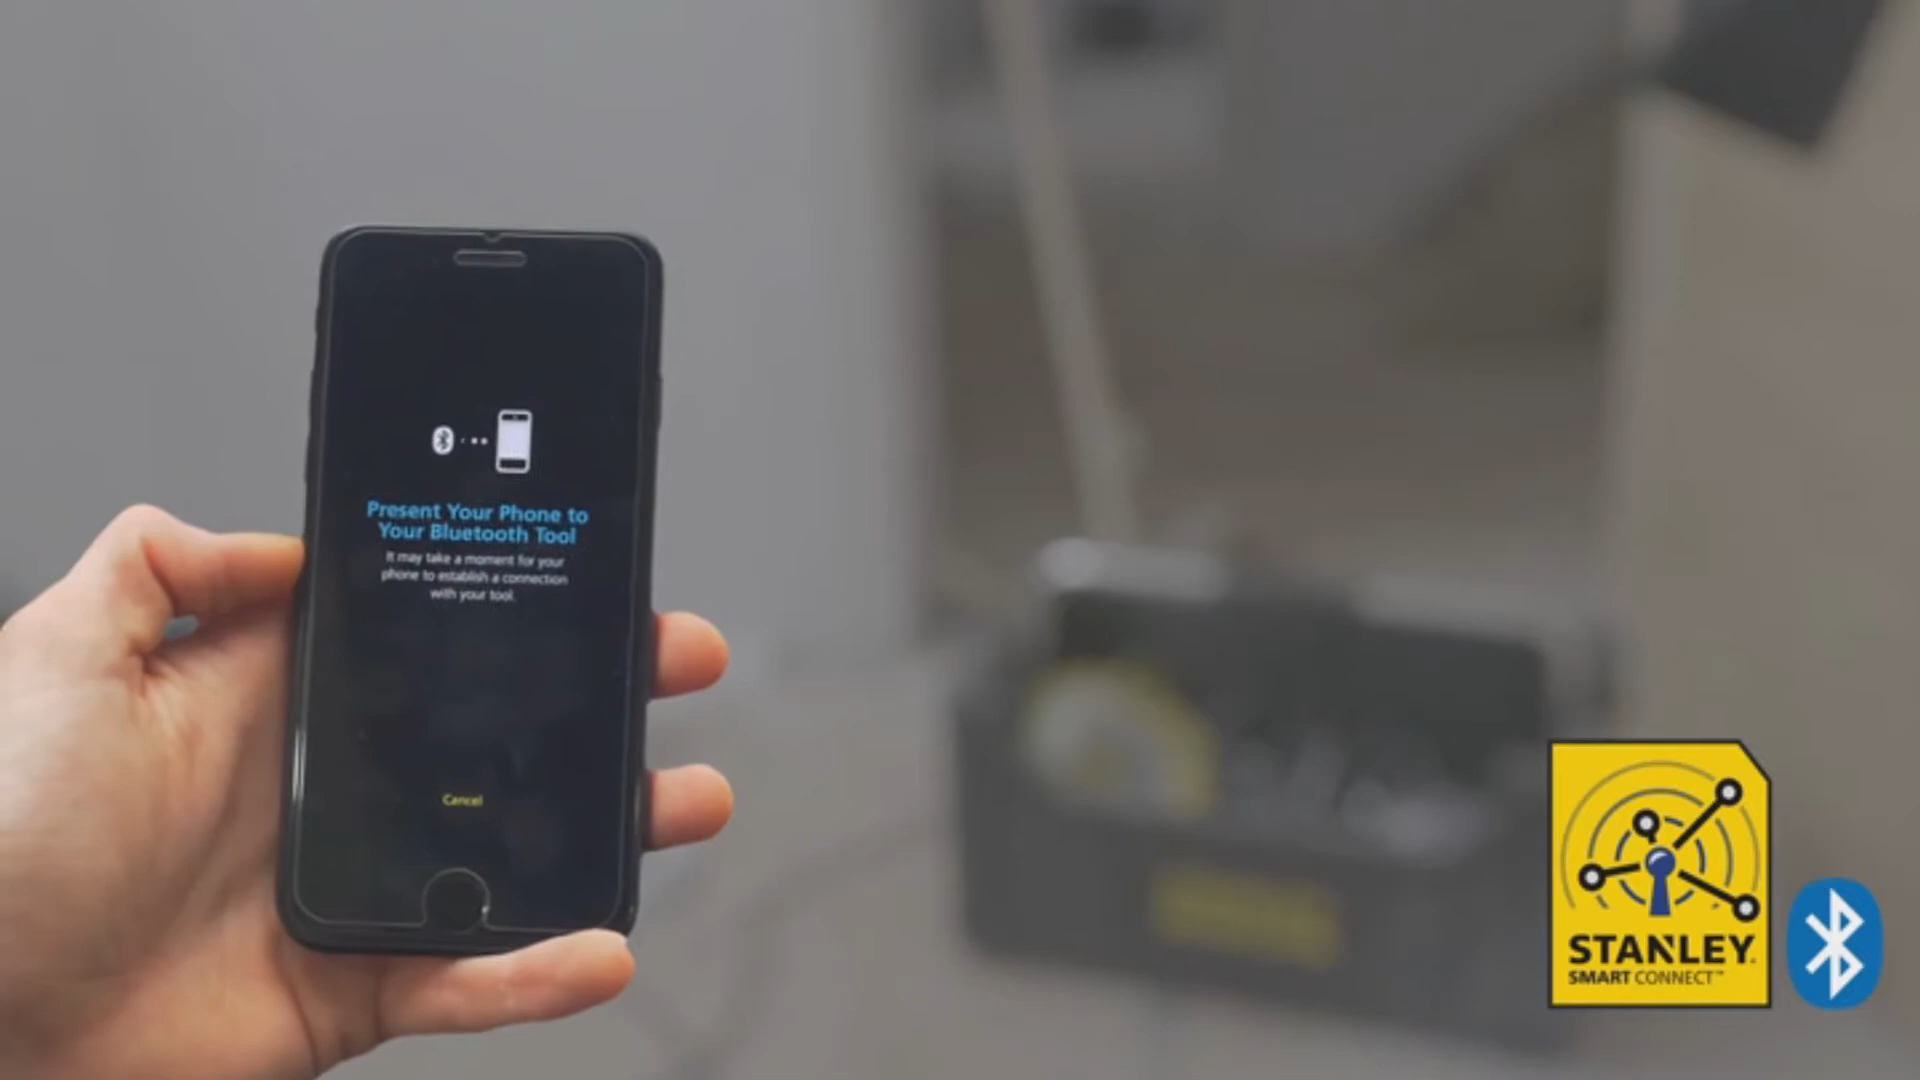 Present Your Phone to
Your Bluetooth Tool
It may take a moment for your
phone to establish a connection
with your tool.
Cancel
STANLEY.
SMART CONNECT™